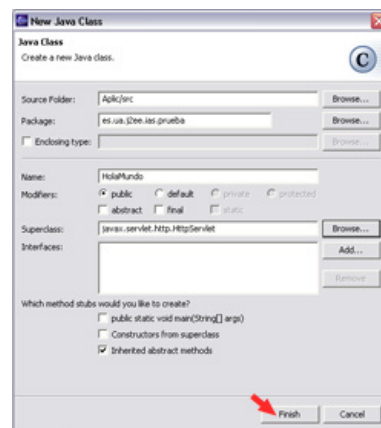 New Java Class
Java Class
Create a new Java class.
C
Source Folder: Aplic/src Browse...
Package: es.ua.j2ee.ias.prueba Browse...
Enclosing type: Browse...
Name: HolaMundo
Modifiers: public default private protected
abstract final static
Superclass: javax.servlet.http.HttpServlet Browse...
Interfaces: Add...
Remove
Which method stubs would you like to create?
public static void main(String[] args)
Constructors from superclass
Inherited abstract methods
Finish Cancel